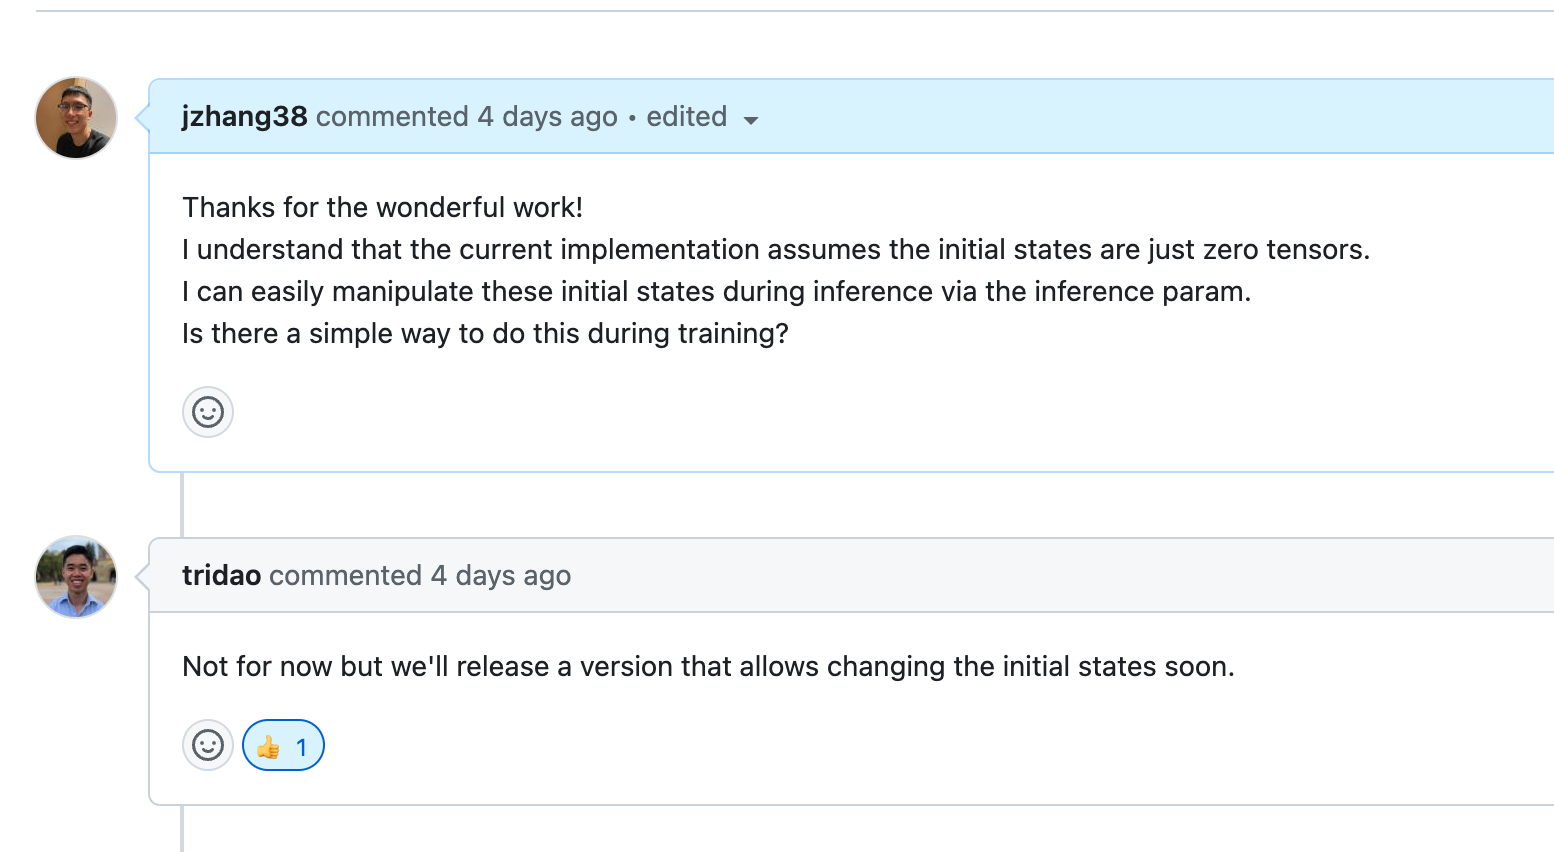 jzhang38 commented 4 days ago • edited
Thanks for the wonderful work!
I understand that the current implementation assumes the initial states are just zero tensors.
I can easily manipulate these initial states during inference via the inference param.
Is there a simple way to do this during training?
tridao commented 4 days ago
Not for now but we'll release a version that allows changing the initial states soon.
👍 1